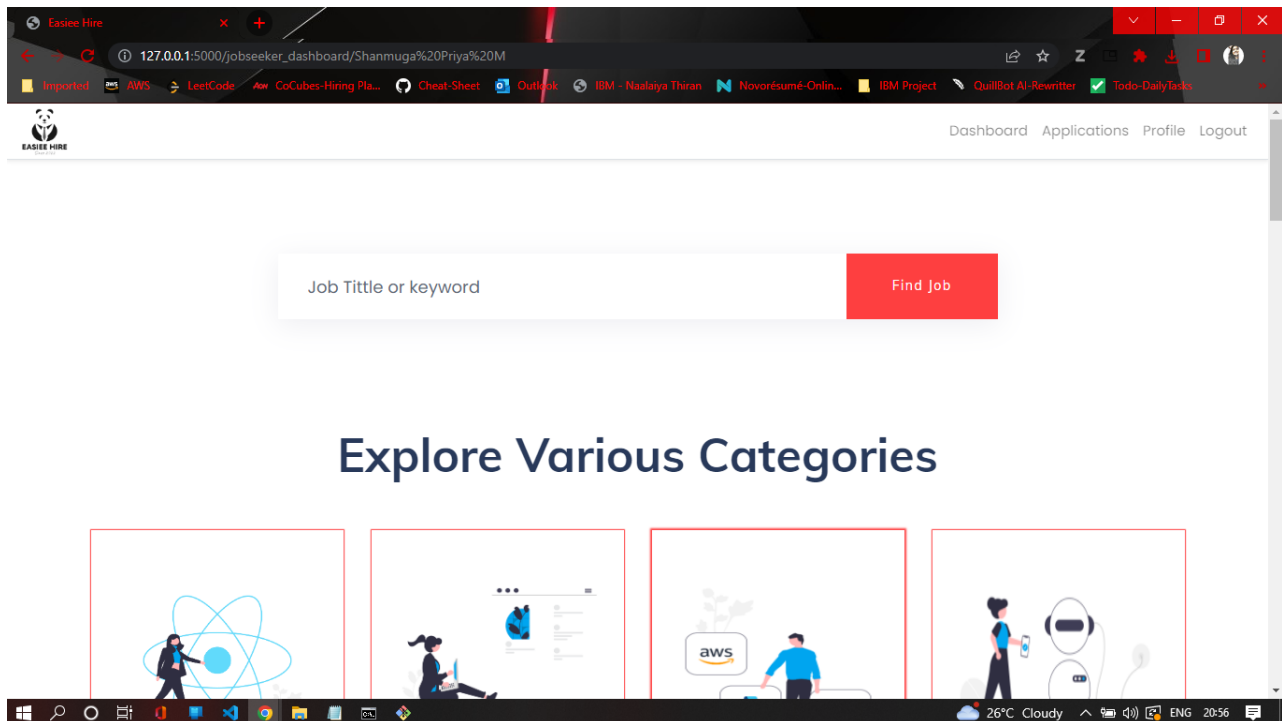 Easiee Hire
127.0.0.1:5000/jobseeker_dashboard/Shanmuga%20Priya%20M
Imported AWS LeetCode CoCubes-Hiring Pla... Cheat-Sheet Outlook IBM - Naalaiya Thiran Novorésumé-Onlin... IBM Project QuillBot AI-Rewritter Todo-DailyTasks
EASIEE HIRE
Dashboard Applications Profile Logout
Job Tittle or keyword
Find Job
Explore Various Categories
aws
26°C Cloudy ENG 20:56